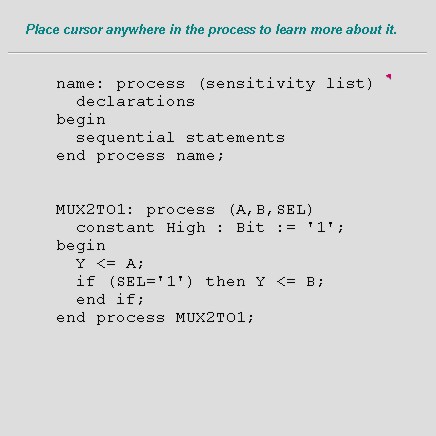 Place cursor anywhere in the process to learn more about it.
name: process (sensitivity list)
declarations
begin
sequential statements
end process name;
MUX2TO1: process (A,B,SEL)
constant High : Bit := '1';
begin
Y <= A;
if (SEL='1') then Y <= B;
end if;
end process MUX2TO1;